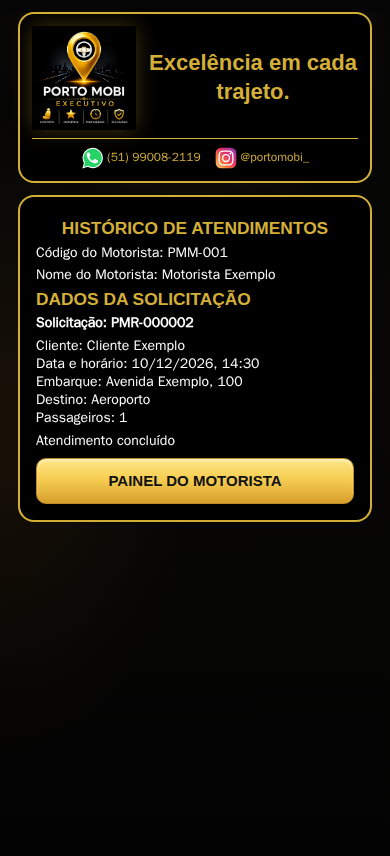 PORTO MOBI
EXECUTIVO
Excelência em cada
trajeto.
(51) 99008-2119
@portomobi_
HISTÓRICO DE ATENDIMENTOS
Código do Motorista: PMM-001
Nome do Motorista: Motorista Exemplo
DADOS DA SOLICITAÇÃO
Solicitação: PMR-000002
Cliente: Cliente Exemplo
Data e horário: 10/12/2026, 14:30
Embarque: Avenida Exemplo, 100
Destino: Aeroporto
Passageiros: 1
Atendimento concluído
PAINEL DO MOTORISTA